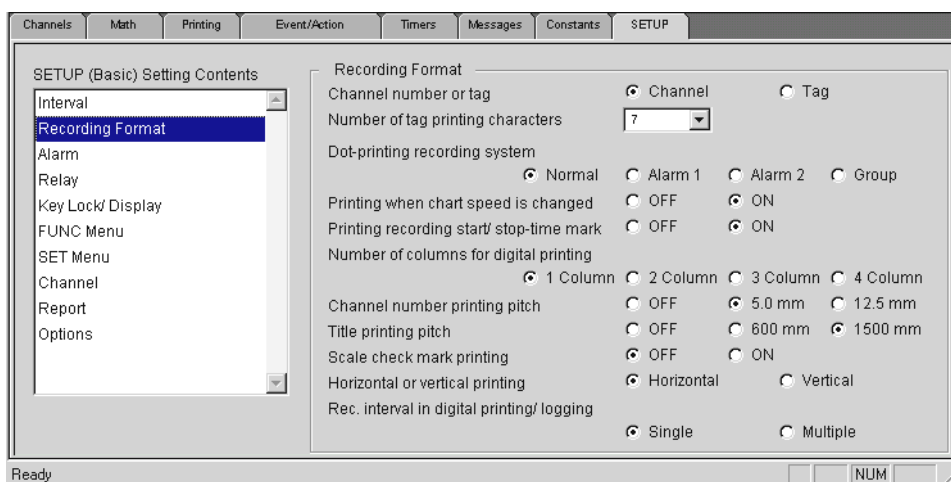 Channels Math Printing Event/Action Timers Messages Constants SETUP
SETUP (Basic) Setting Contents
Interval
Recording Format
Alarm
Relay
Key Lock/ Display
FUNC Menu
SET Menu
Channel
Report
Options
Recording Format
Channel number or tag Channel Tag
Number of tag printing characters 7
Dot-printing recording system
Normal Alarm 1 Alarm 2 Group
Printing when chart speed is changed OFF ON
Printing recording start/ stop-time mark OFF ON
Number of columns for digital printing
1 Column 2 Column 3 Column 4 Column
Channel number printing pitch OFF 5.0 mm 12.5 mm
Title printing pitch OFF 600 mm 1500 mm
Scale check mark printing OFF ON
Horizontal or vertical printing Horizontal Vertical
Rec. interval in digital printing/ logging
Single Multiple
Ready NUM